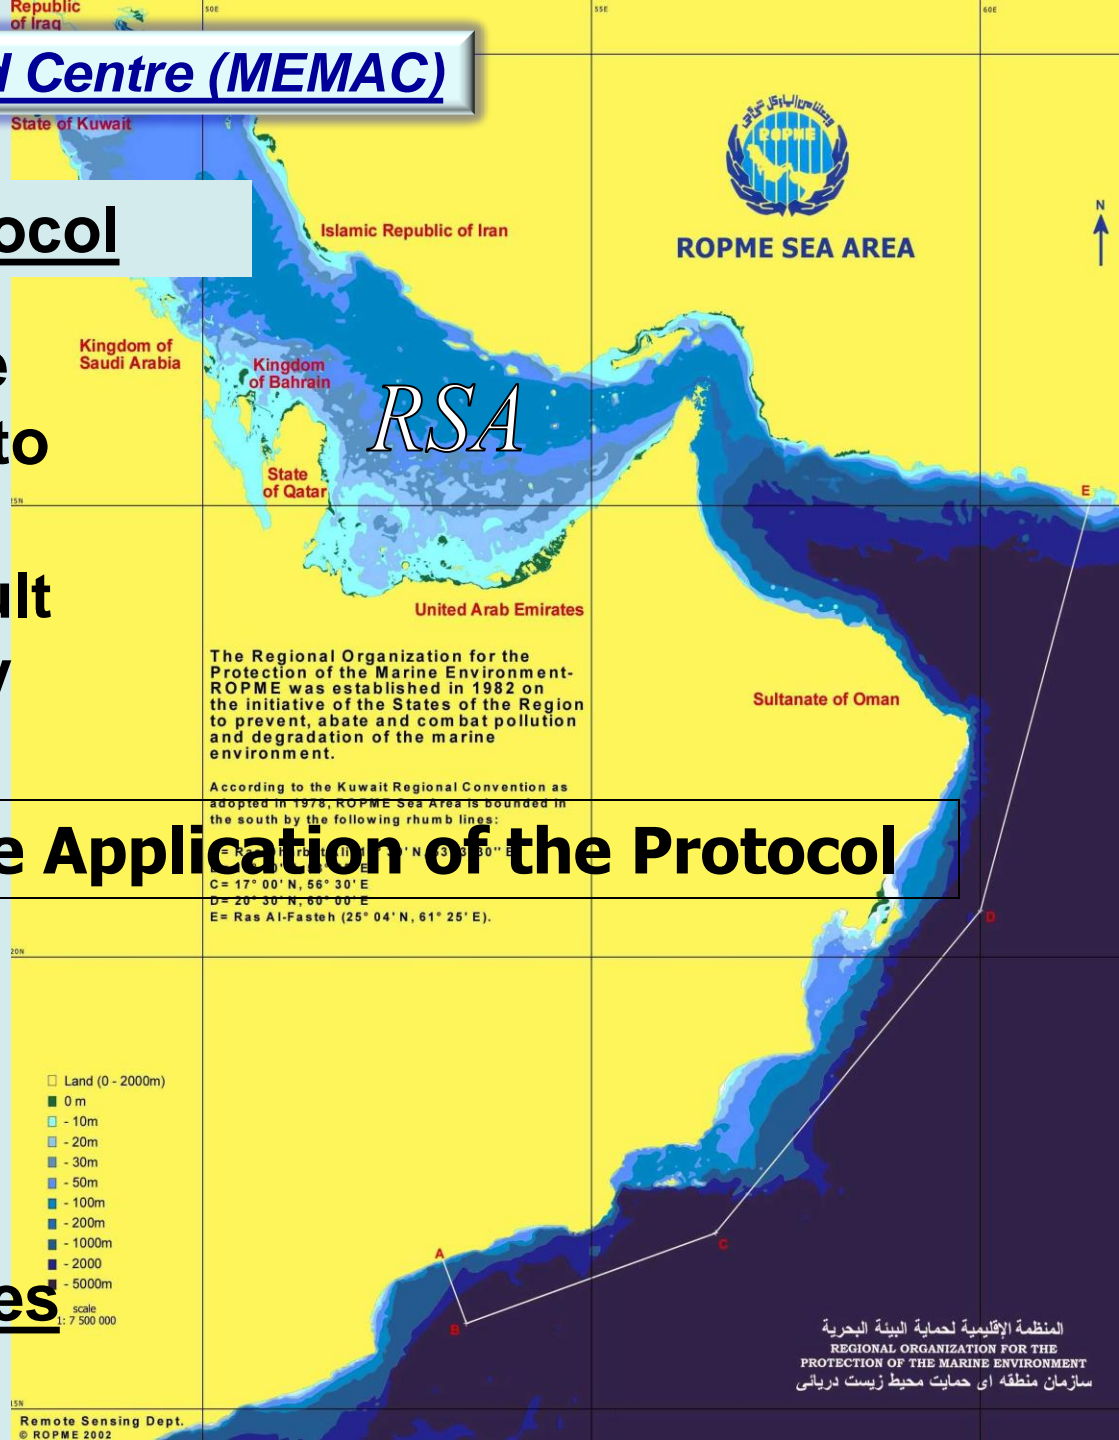 Republic
of Iraq
50E
55E
60E
d Centre (MEMAC)
State of Kuwait
ROPME
ROPME SEA AREA
N
ocol
Islamic Republic of Iran
Kingdom of
Saudi Arabia
Kingdom
of Bahrain
e
to
RSA
State
of Qatar
25N
E
ult
y
United Arab Emirates
The Regional Organization for the
Protection of the Marine Environment-
ROPME was established in 1982 on
the initiative of the States of the Region
to prevent, abate and combat pollution
and degradation of the marine
environment.
Sultanate of Oman
According to the Kuwait Regional Convention as
adopted in 1978, ROPME Sea Area is bounded in
the south by the following rhumb lines:
e Application of the Protocol
C= 17° 00' N, 56° 30' E
D= 20° 30' N, 60° 00' E
E= Ras Al-Fasteh (25° 04' N, 61° 25' E).
D
20N
Land (0 - 2000m)
0 m
- 10m
- 20m
- 30m
- 50m
- 100m
- 200m
- 1000m
- 2000
- 5000m
A
C
B
es
scale
1: 7 500 000
المنظمة الإقليمية لحماية البيئة البحرية
REGIONAL ORGANIZATION FOR THE
PROTECTION OF THE MARINE ENVIRONMENT
سازمان منطقه ای حمایت محیط زیست دریائی
15N
Remote Sensing Dept.
© ROPME 2002